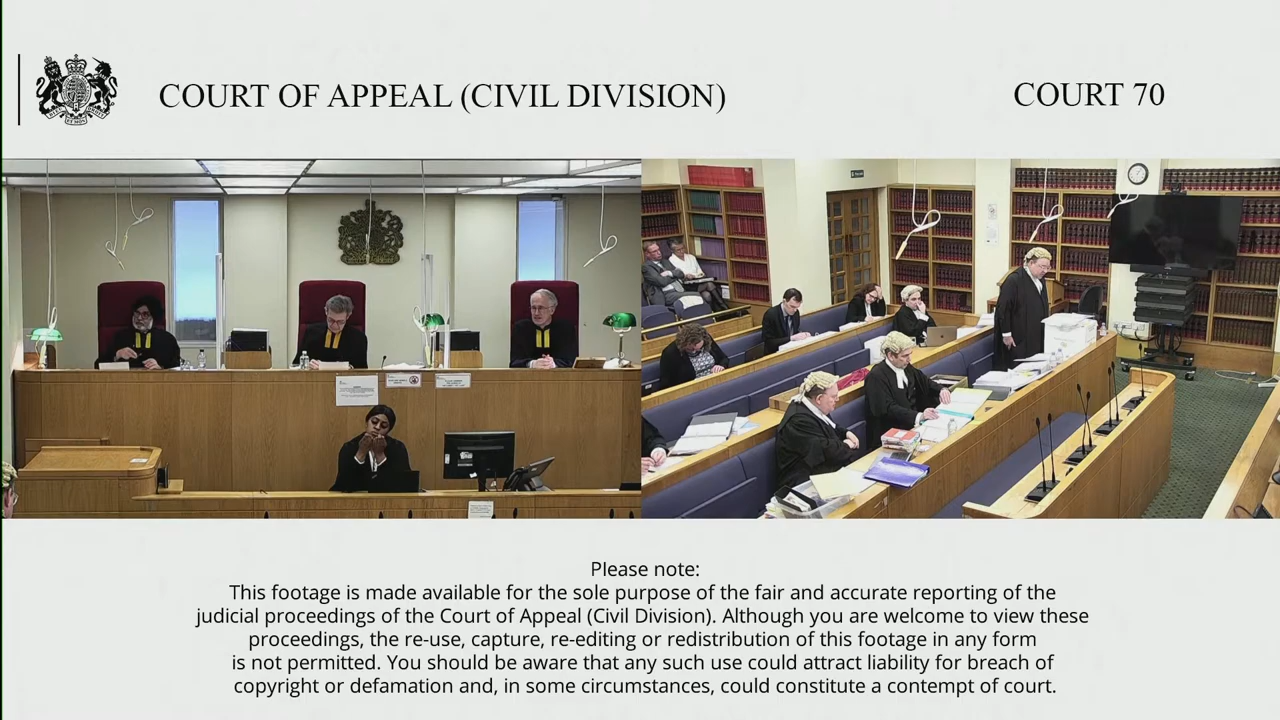 COURT OF APPEAL (CIVIL DIVISION)
COURT 70
Please note:
This footage is made available for the sole purpose of the fair and accurate reporting of the
judicial proceedings of the Court of Appeal (Civil Division). Although you are welcome to view these
proceedings, the re-use, capture, re-editing or redistribution of this footage in any form
is not permitted. You should be aware that any such use could attract liability for breach of
copyright or defamation and, in some circumstances, could constitute a contempt of court.